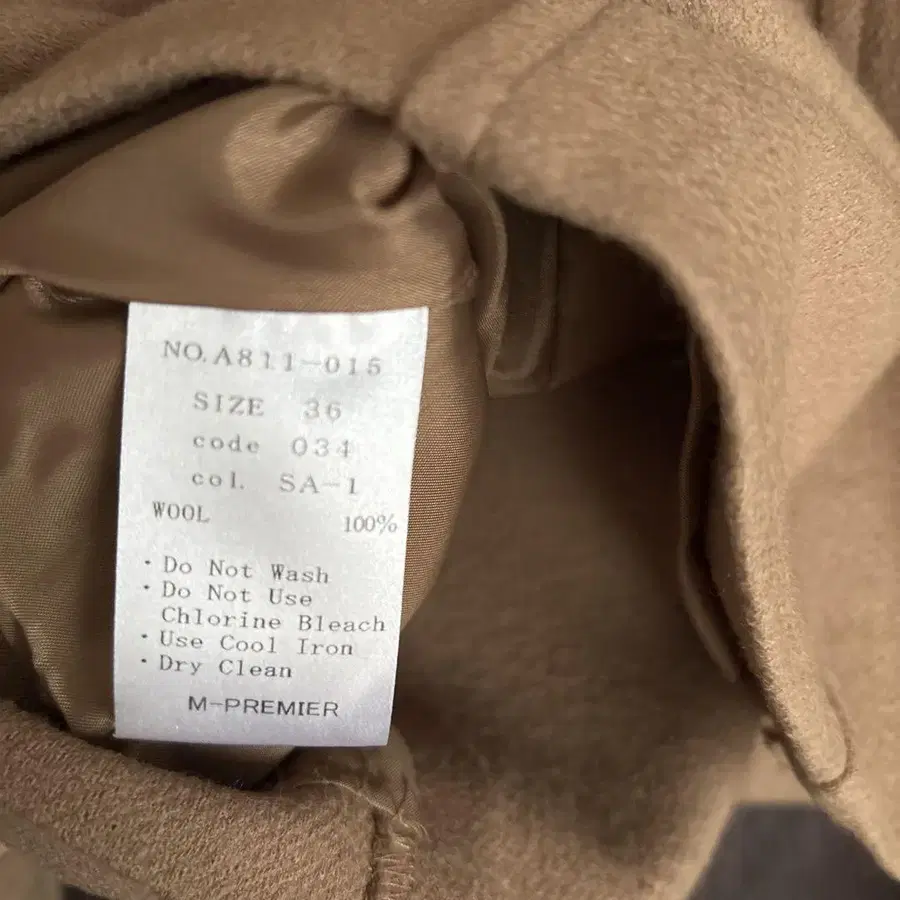 NO.A811-015
SIZE 36
code 034
col. SA-1
WOOL 100%
・Do Not Wash
・Do Not Use
Chlorine Bleach
・Use Cool Iron
・Dry Clean
M-PREMIER